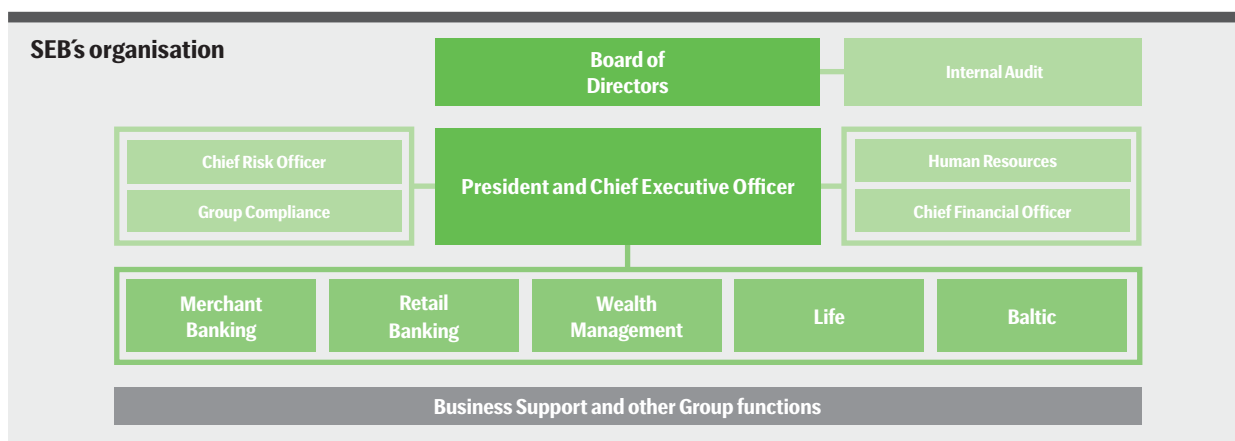 SEB´s organisation
Board of
Directors
Internal Audit
Chief Risk Officer
Group Compliance
President and Chief Executive Officer
Human Resources
Chief Financial Officer
Merchant
Banking
Retail
Banking
Wealth
Management
Life
Baltic
Business Support and other Group functions